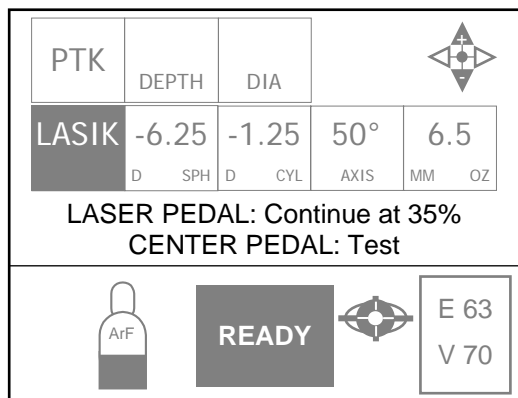 PTK DEPTH DIA
+
-
LASIK -6.25 -1.25 50° 6.5
D SPH D CYL AXIS MM OZ
LASER PEDAL: Continue at 35%
CENTER PEDAL: Test
ArF READY E 63
V 70